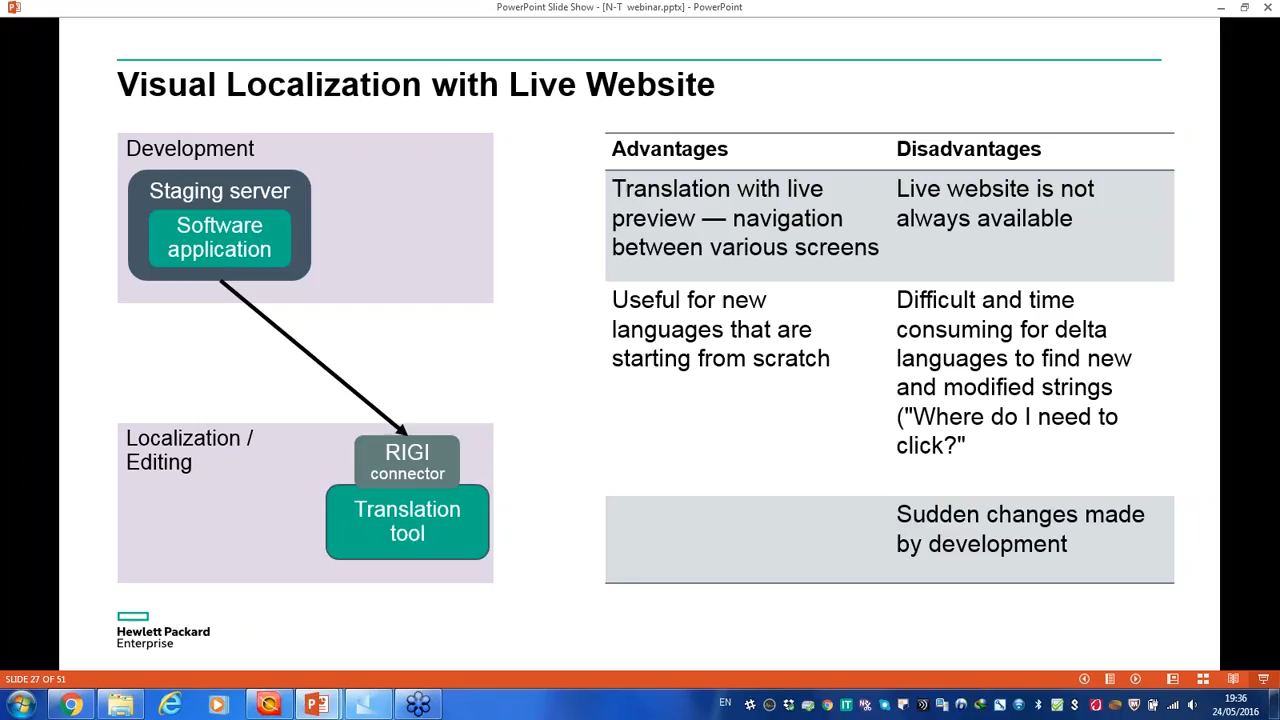 PowerPoint Slide Show - [N-T webinar.pptx] - PowerPoint
Visual Localization with Live Website
Development
Staging server
Software
application
Localization /
Editing
RIGI
connector
Translation
tool
Advantages
Disadvantages
Translation with live
preview — navigation
between various screens
Live website is not
always available
Useful for new
languages that are
starting from scratch
Difficult and time
consuming for delta
languages to find new
and modified strings
("Where do I need to
click?"
Sudden changes made
by development
Hewlett Packard
Enterprise
SLIDE 27 OF 51
EN
19:36
24/05/2016